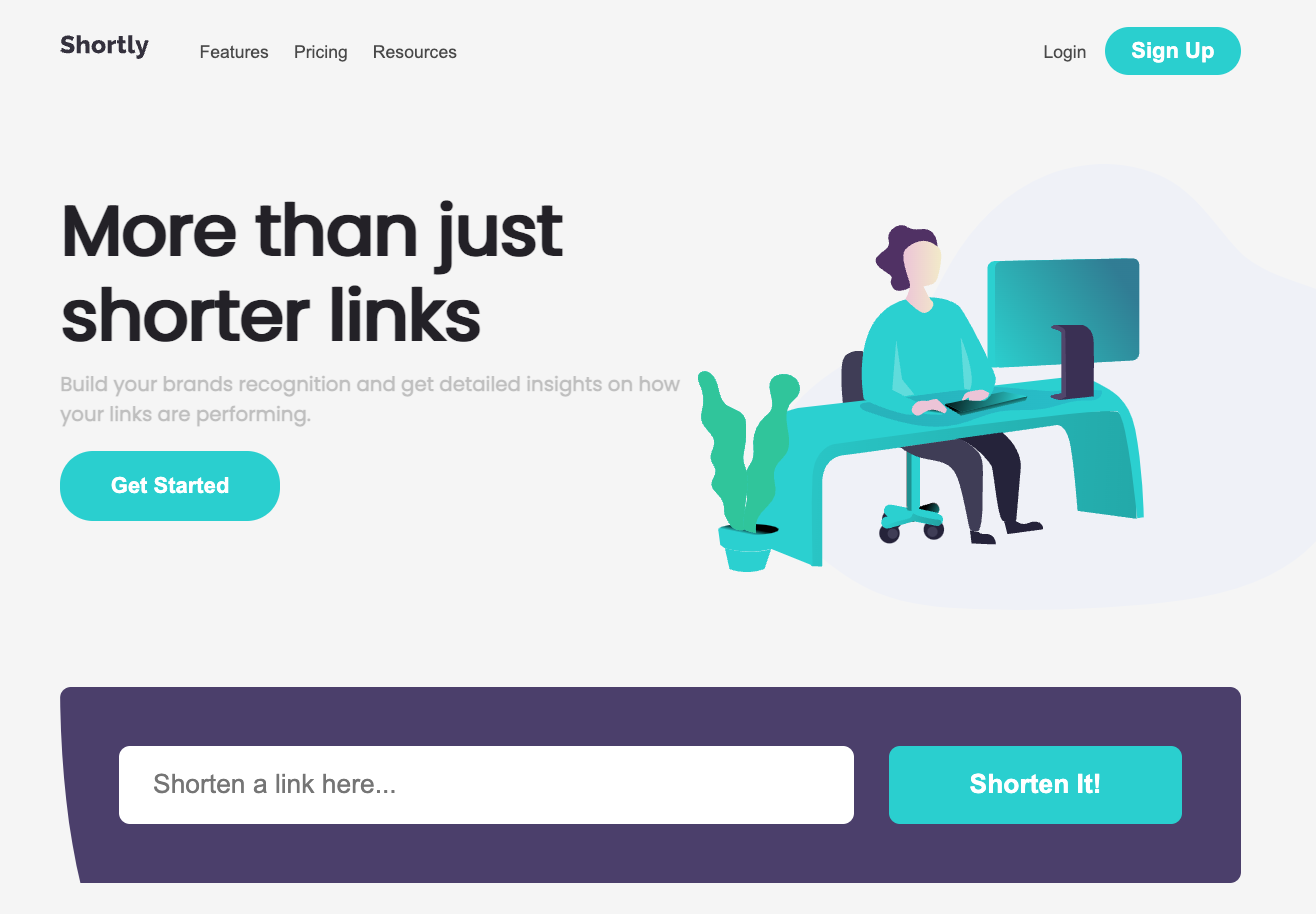 Shortly
Features Pricing Resources
Login Sign Up
More than just
shorter links
Build your brands recognition and get detailed insights on how
your links are performing.
Get Started
Shorten a link here...
Shorten It!